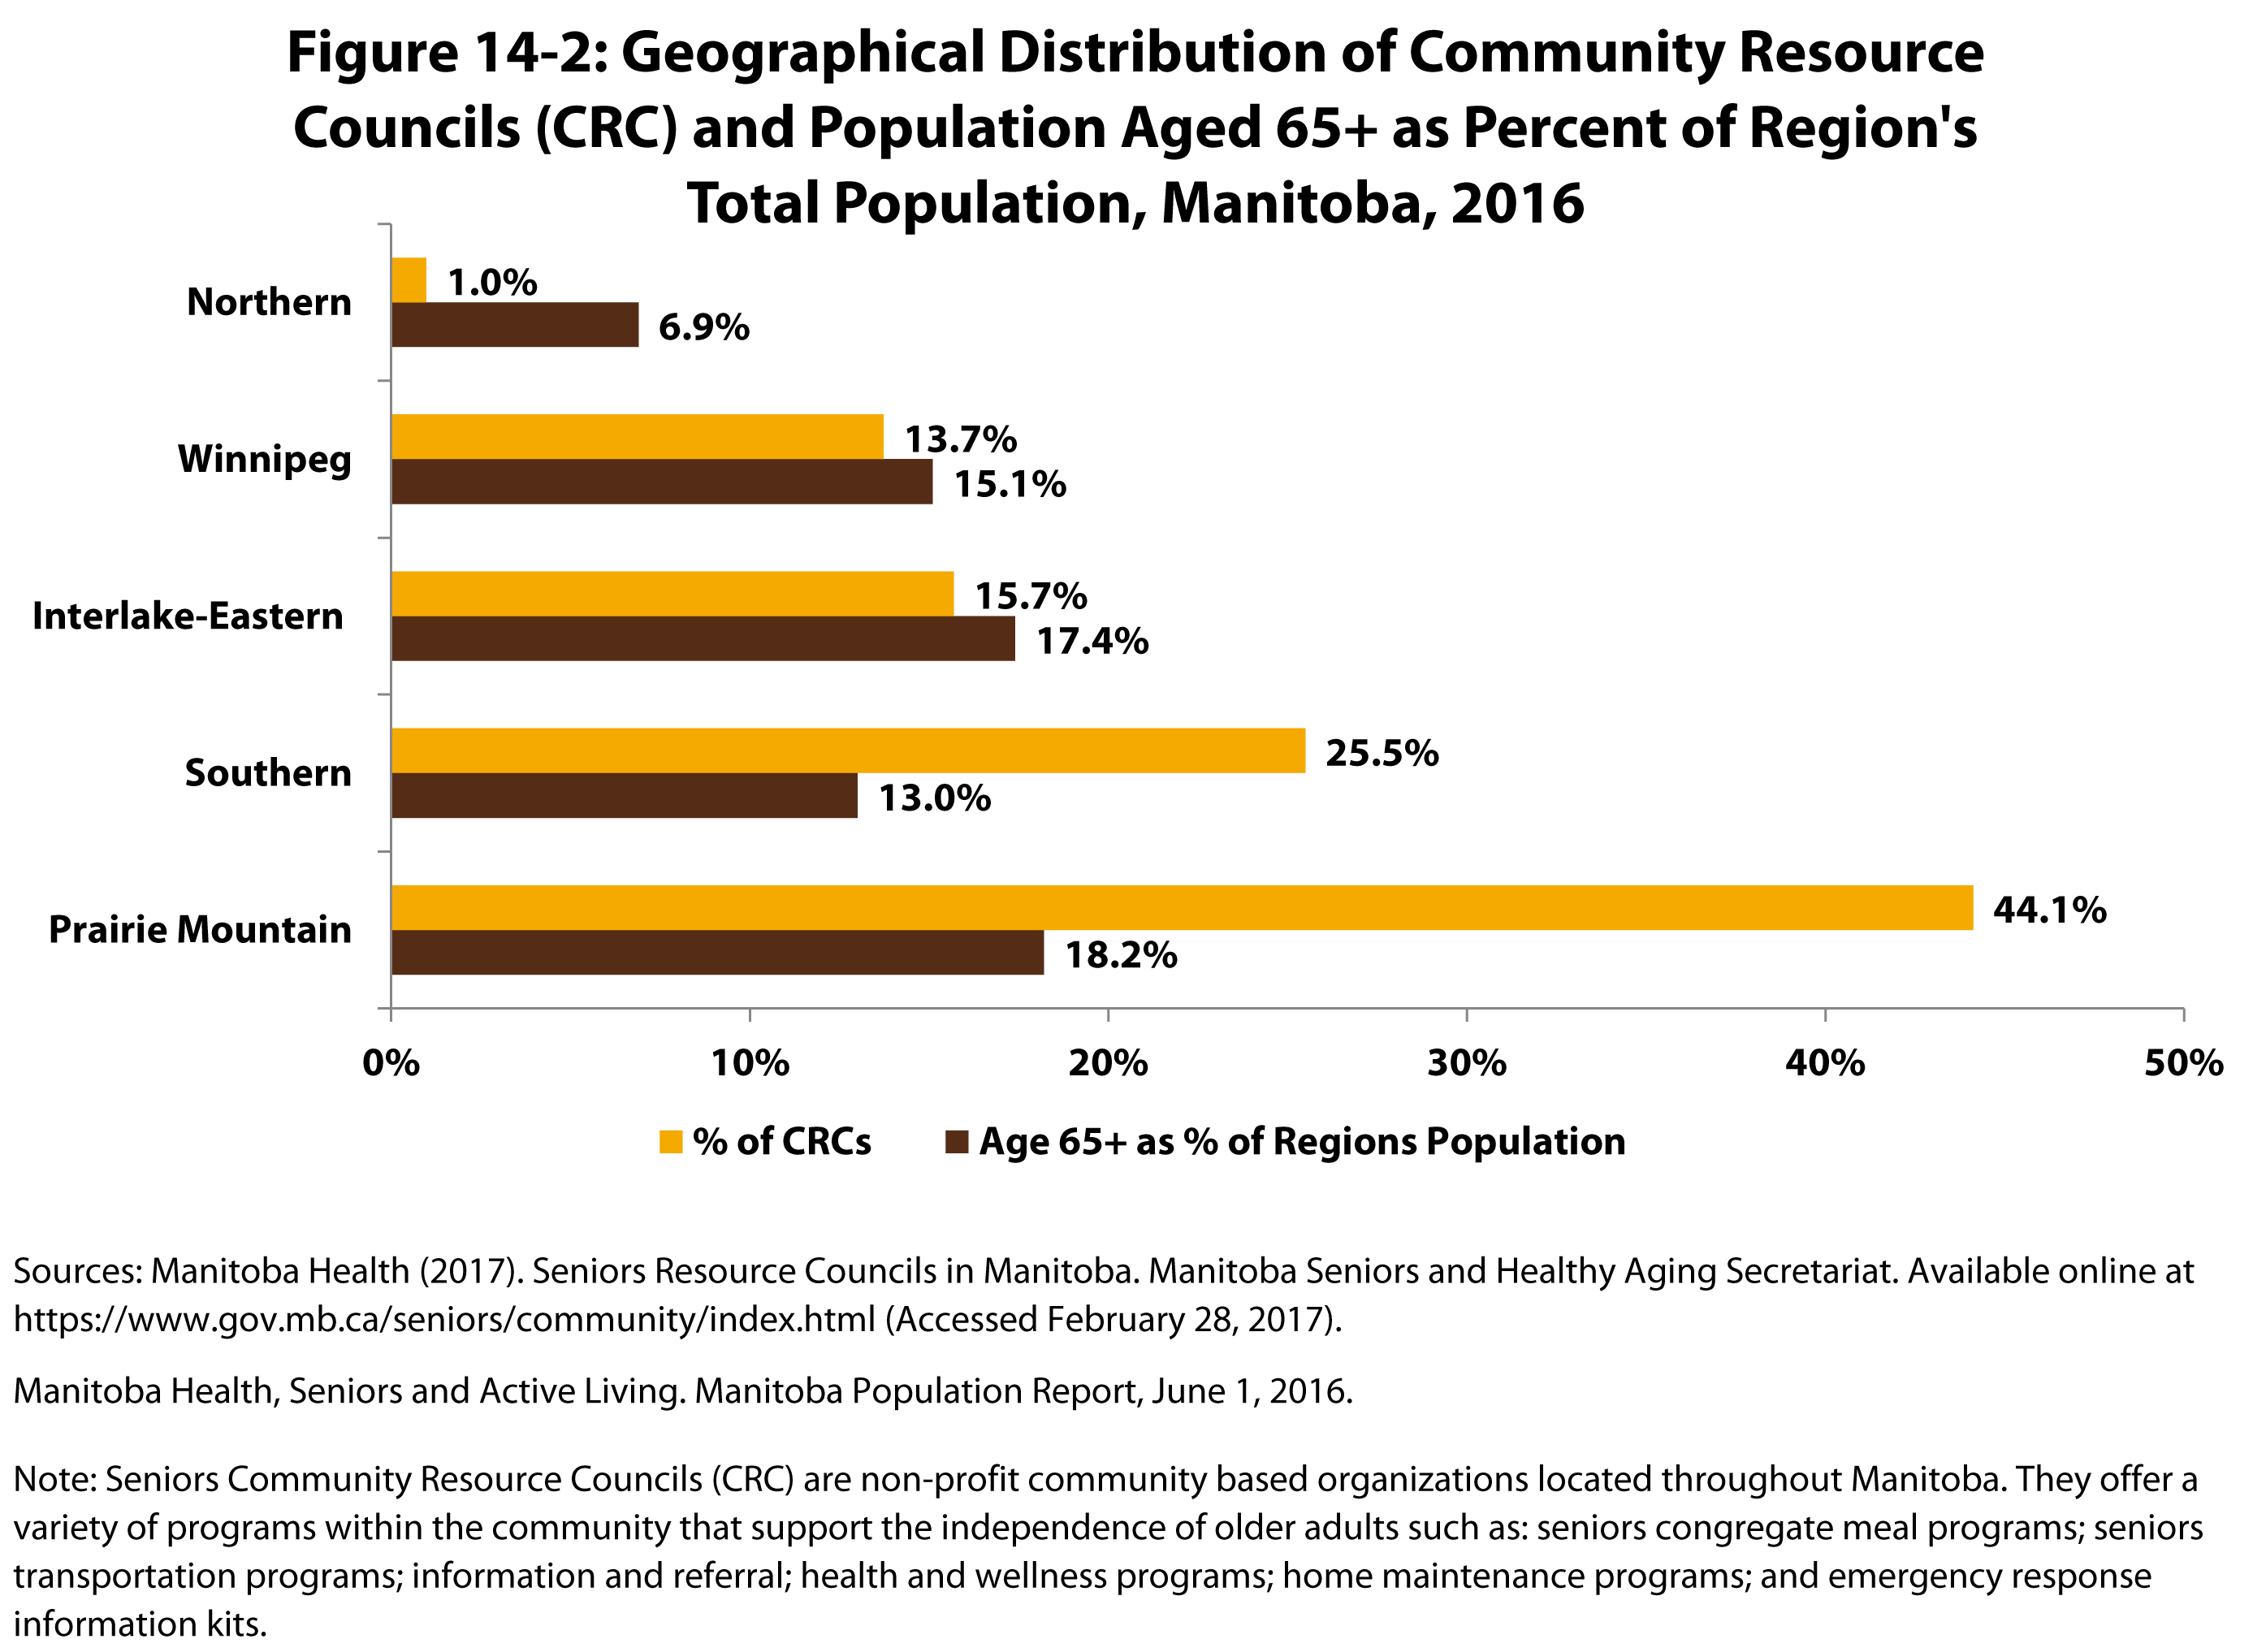 Figure 14-2: Geographical Distribution of Community Resource
Councils (CRC) and Population Aged 65+ as Percent of Region's
Total Population, Manitoba, 2016
Northern
1.0%
6.9%
Winnipeg
13.7%
15.1%
Interlake-Eastern
15.7%
17.4%
Southern
25.5%
13.0%
Prairie Mountain
44.1%
18.2%
0% 10% 20% 30% 40% 50%
% of CRCs Age 65+ as % of Regions Population
Sources: Manitoba Health (2017). Seniors Resource Councils in Manitoba. Manitoba Seniors and Healthy Aging Secretariat. Available online at
https://www.gov.mb.ca/seniors/community/index.html (Accessed February 28, 2017).
Manitoba Health, Seniors and Active Living. Manitoba Population Report, June 1, 2016.
Note: Seniors Community Resource Councils (CRC) are non-profit community based organizations located throughout Manitoba. They offer a
variety of programs within the community that support the independence of older adults such as: seniors congregate meal programs; seniors
transportation programs; information and referral; health and wellness programs; home maintenance programs; and emergency response
information kits.